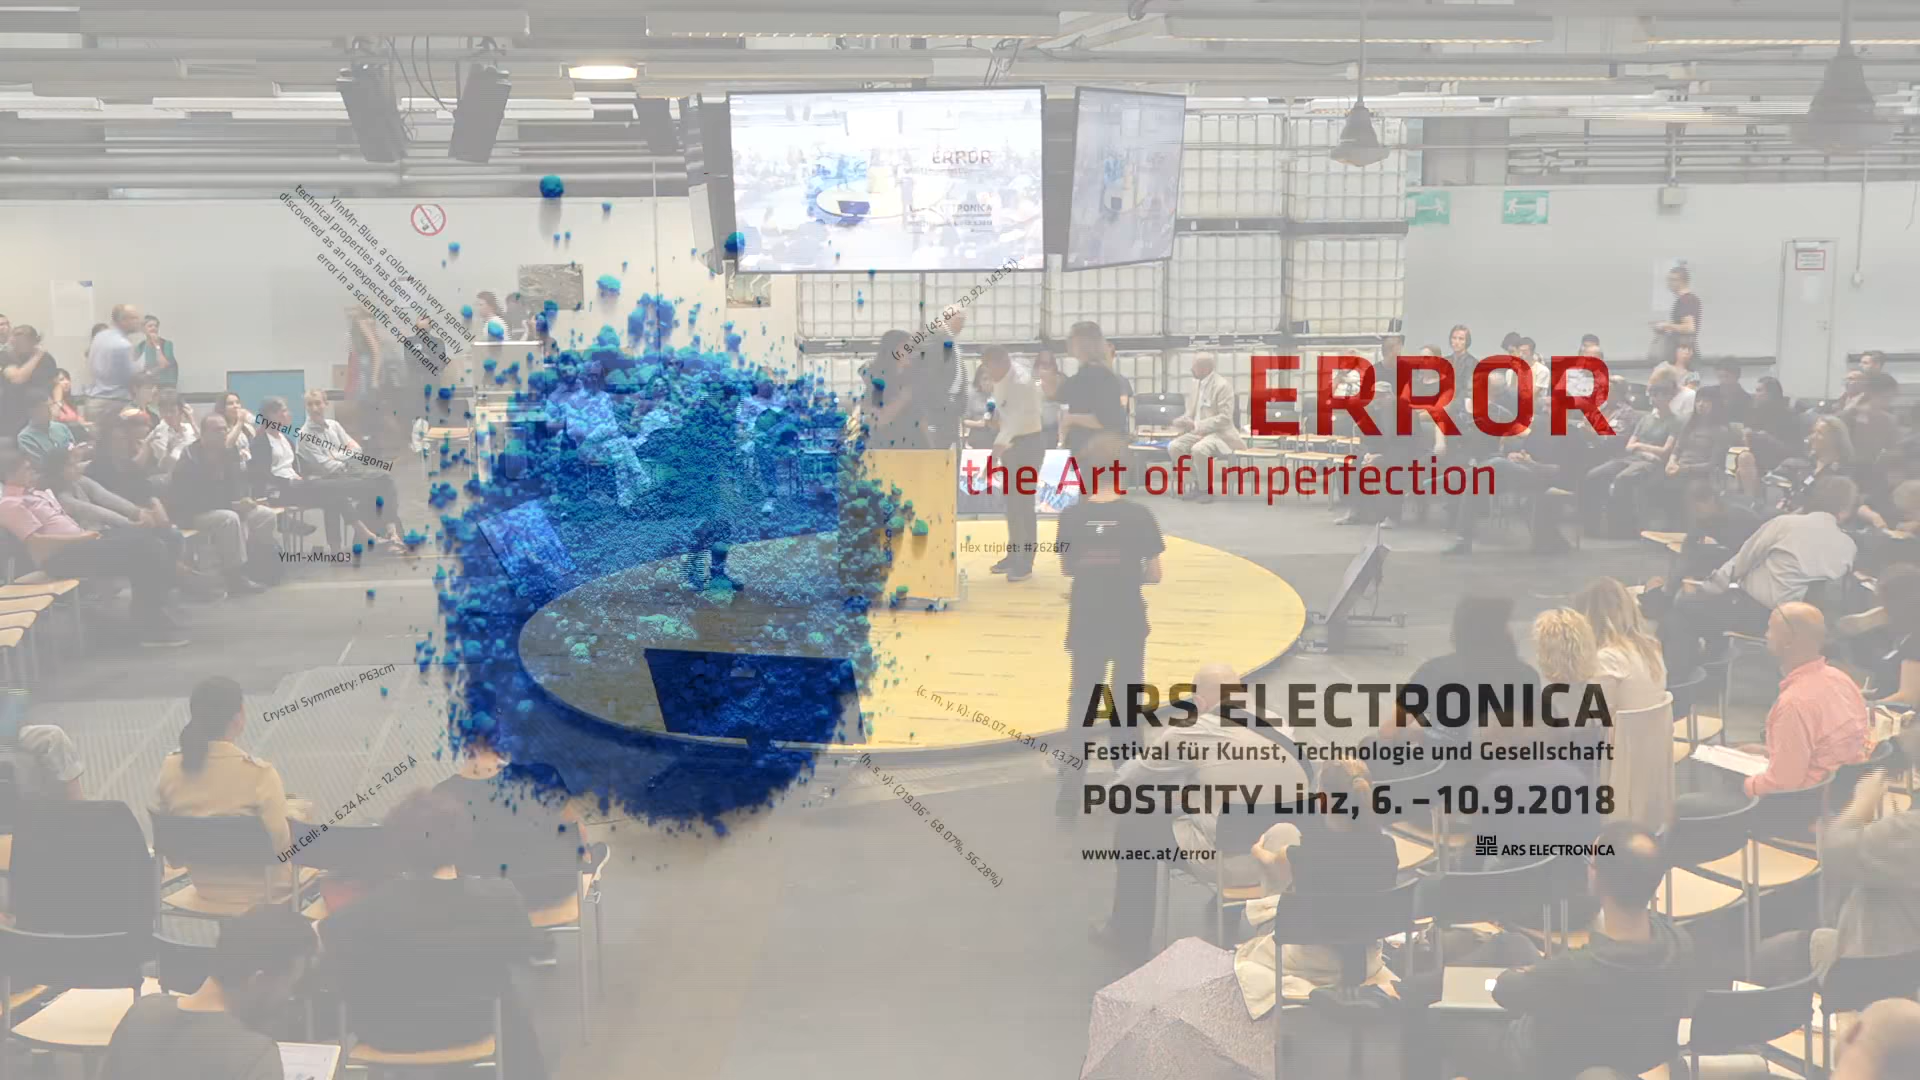 YInMn-Blue, a color with very special
technical properties has been only recently
discovered as an unexpected side-effect, an
error in a scientific experiment.
(r, g, b): (45.82, 79.92, 143.51)
ERROR
the Art of Imperfection
Crystal System: Hexagonal
YIn1-xMnxO3
Hex triplet: #2626f7
Crystal Symmetry: P63cm
Unit Cell: a = 6.24 Å; c = 12.05 Å
(c, m, y, k): (68.07, 44.31, 0, 43.72)
(h, s, v): (219.06°, 68.07%, 56.28%)
ARS ELECTRONICA
Festival für Kunst, Technologie und Gesellschaft
POSTCITY Linz, 6. – 10.9.2018
www.aec.at/error
ARS ELECTRONICA
ERROR